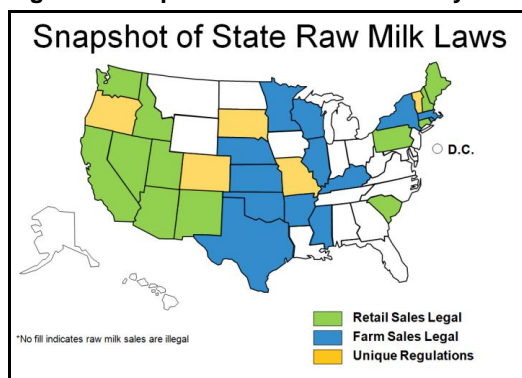 Snapshot of State Raw Milk Laws
D.C.
Retail Sales Legal
Farm Sales Legal
*No fill indicates raw milk sales are illegal
Unique Regulations